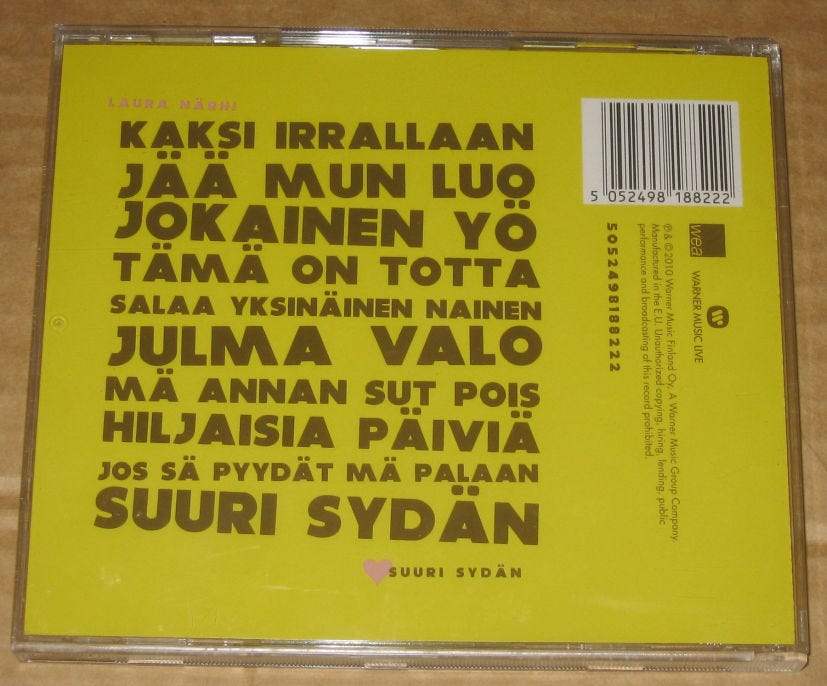 LAURA NÄRHI
KAKSI IRRALLAAN
JÄÄ MUN LUO
JOKAINEN YÖ
TÄMÄ ON TOTTA
SALAA YKSINÄINEN NAINEN
JULMA VALO
MÄ ANNAN SUT POIS
HILJAISIA PÄIVIÄ
JOS SÄ PYYDÄT MÄ PALAAN
SUURI SYDÄN
SUURI SYDÄN
5 052498 188222
wea
WARNER MUSIC LIVE
℗ & © 2010 Warner Music Finland Oy. A Warner Music Group Company.
Manufactured in the E.U. Unauthorized copying, hiring, lending, public
performance and broadcasting of this record prohibited.
5052498188222